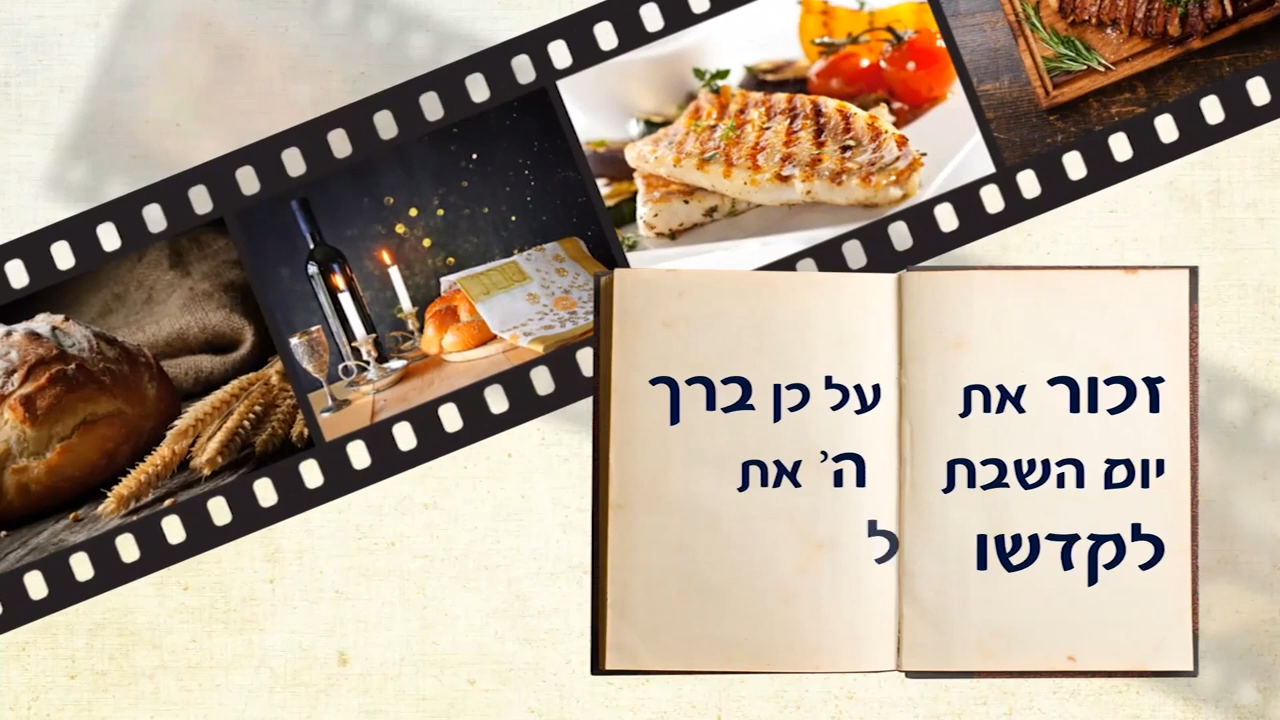 זכור את
יום השבת
לקדשו
על כן ברך
ה' את
ל